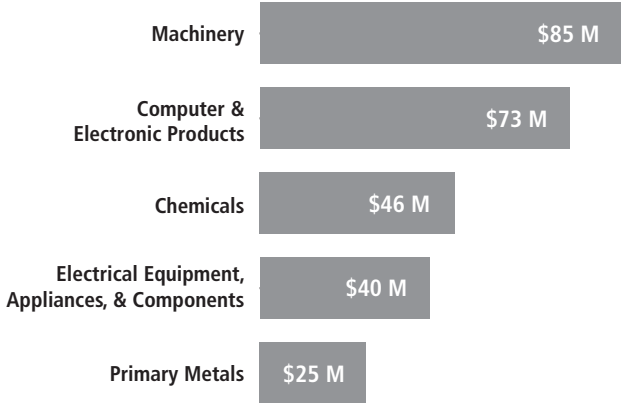 Machinery
$85 M
Computer &
Electronic Products
$73 M
Chemicals
$46 M
Electrical Equipment,
Appliances, & Components
$40 M
Primary Metals
$25 M